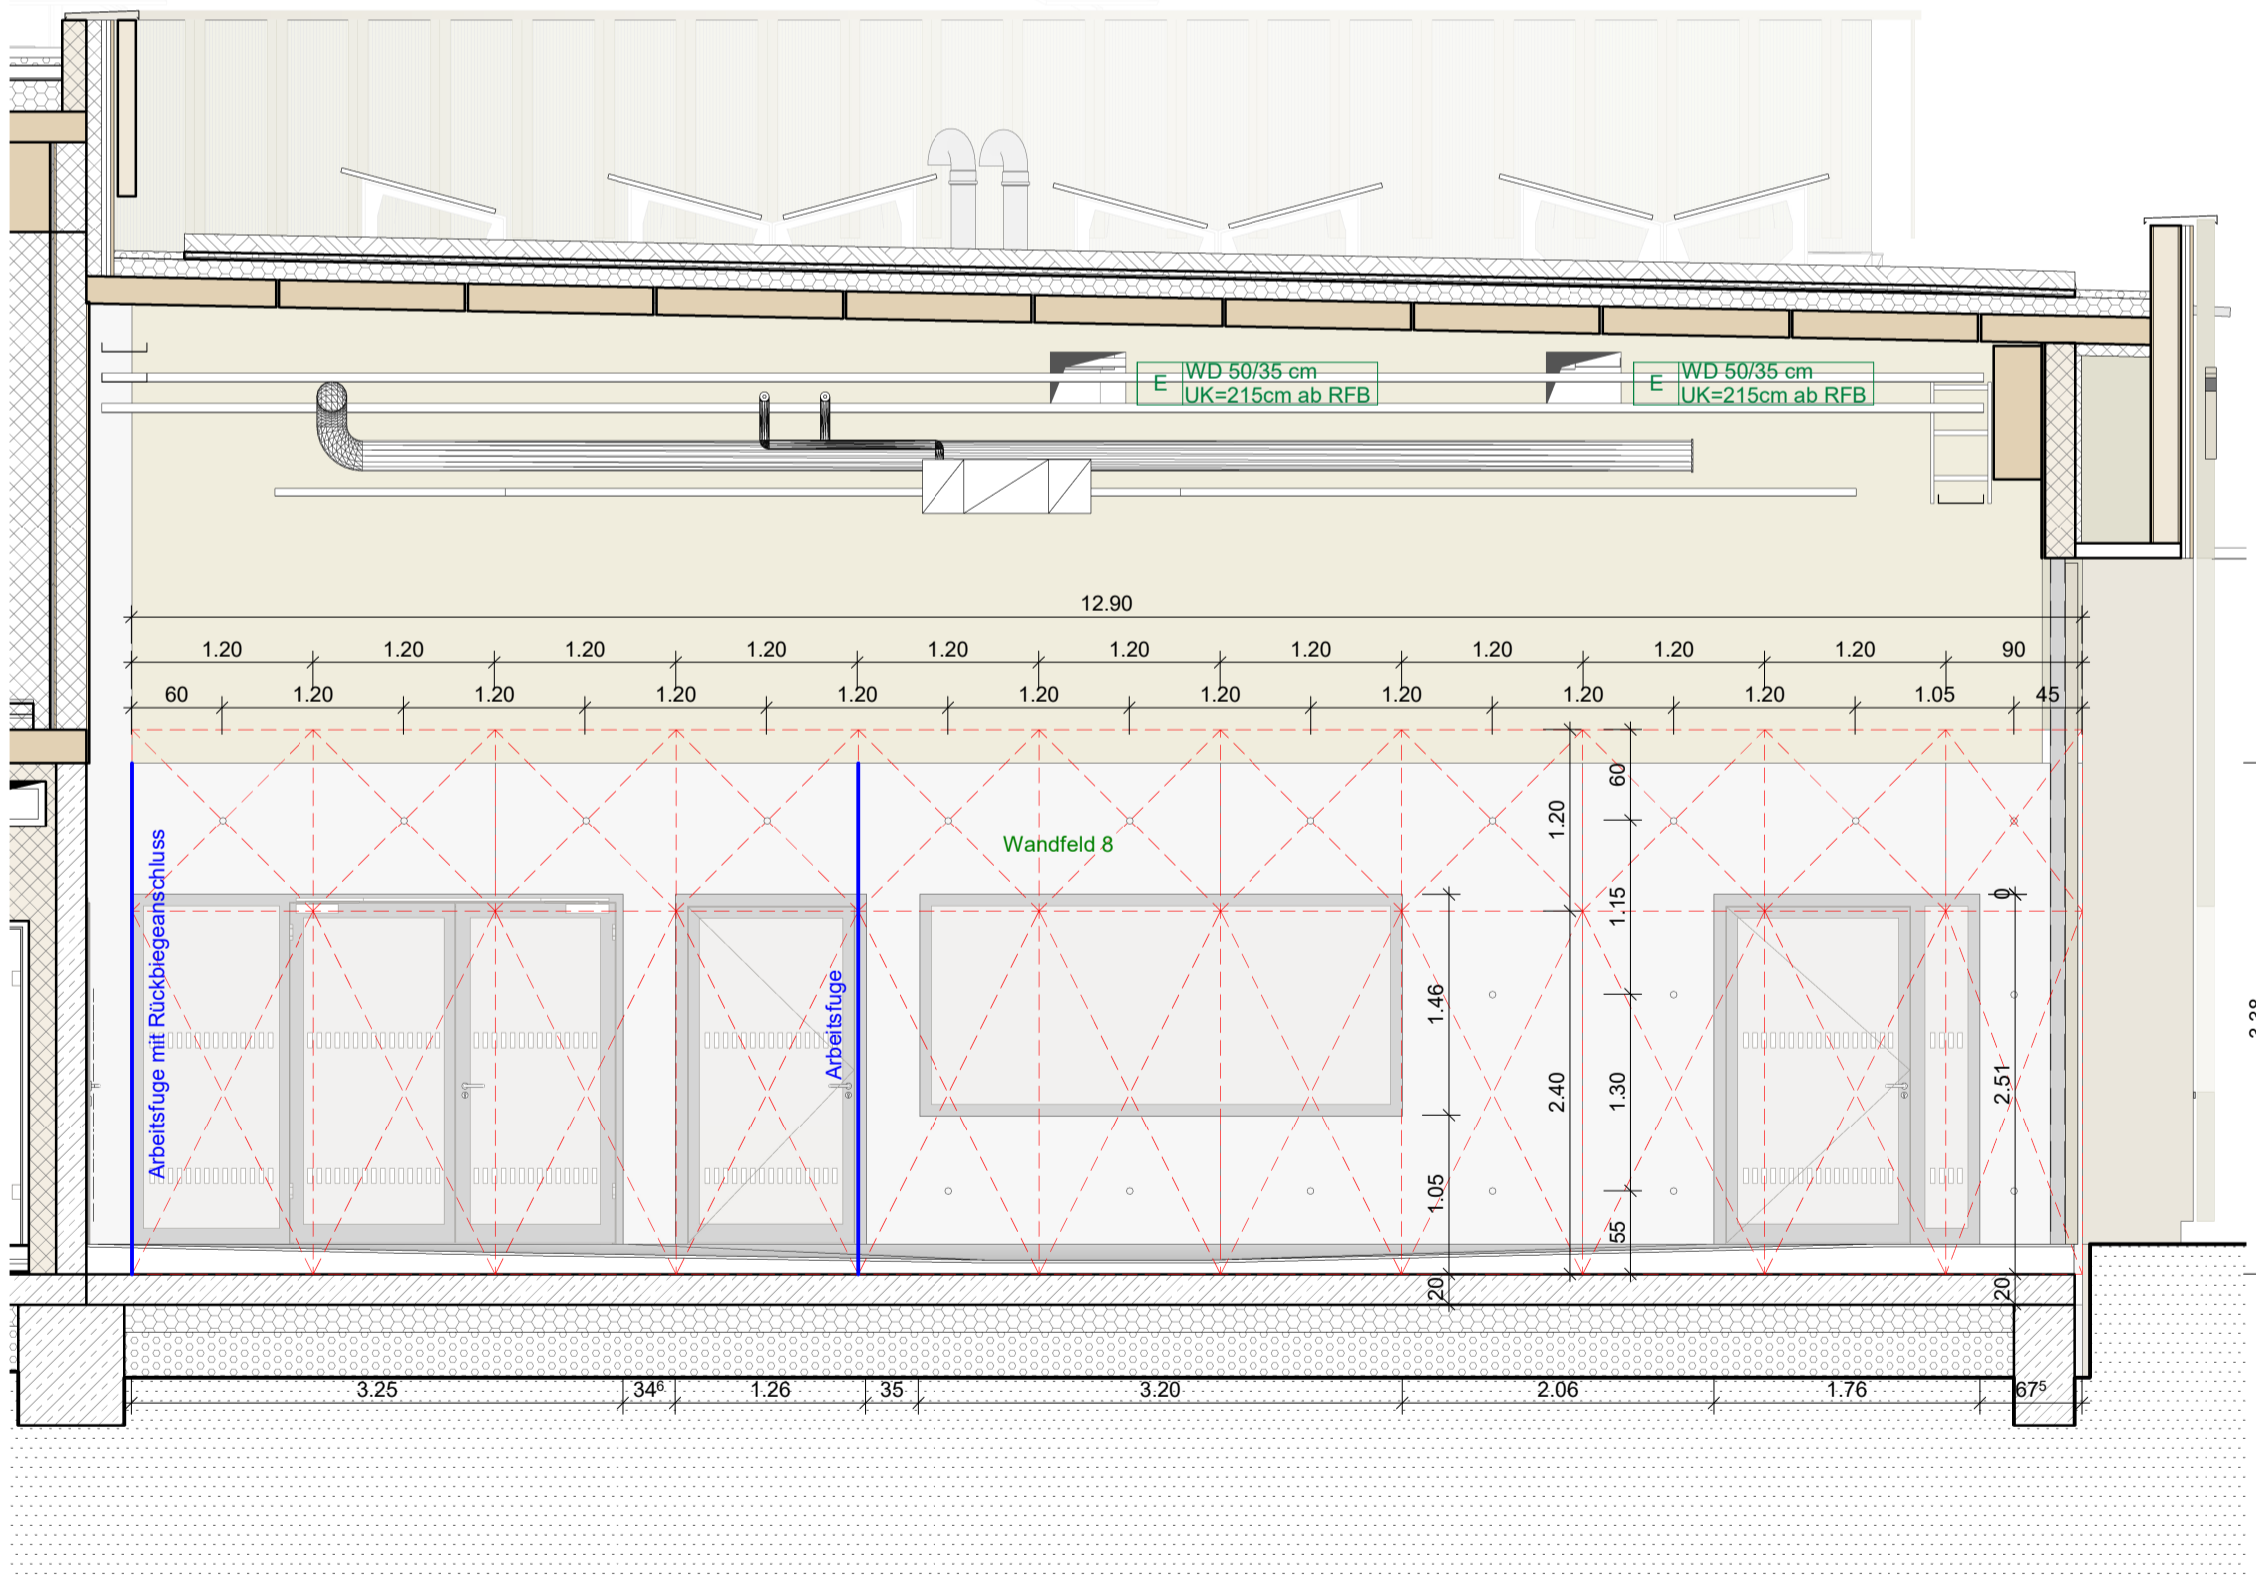 E WD 50/35 cm
UK=215cm ab RFB
E WD 50/35 cm
UK=215cm ab RFB
12.90
1.20 1.20 1.20 1.20 1.20 1.20 1.20 1.20 1.20 1.20 90
60 1.20 1.20 1.20 1.20 1.20 1.20 1.20 1.20 1.20 1.05 45
60
1.20
Wandfeld 8
Arbeitsfuge mit Rückbiegeanschluss
Arbeitsfuge
1.15
0
1.46
2.40
1.30
2.51
1.05
55
20
20
3.25 34⁶ 1.26 35 3.20 2.06 1.76 67⁵